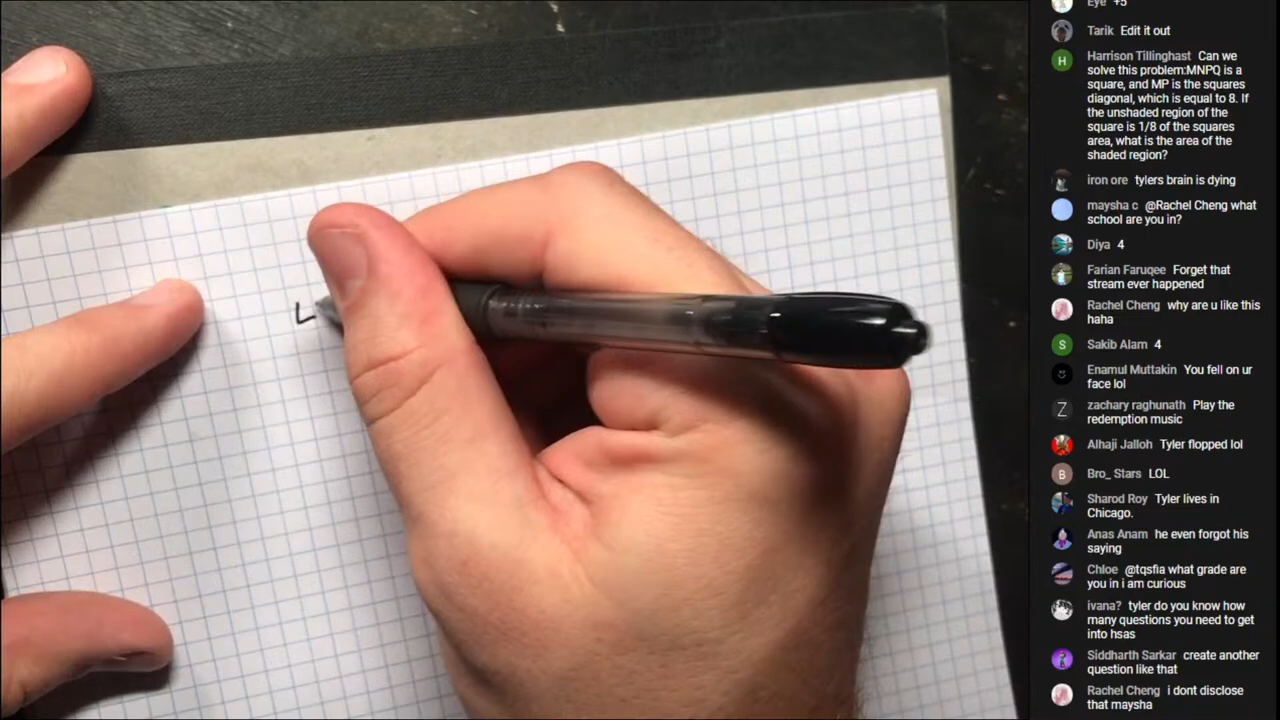 Eye +5
Tarik Edit it out
Harrison Tillinghast Can we
solve this problem:MNPQ is a
square, and MP is the squares
diagonal, which is equal to 8. If
the unshaded region of the
square is 1/8 of the squares
area, what is the area of the
shaded region?
iron ore tylers brain is dying
maysha c @Rachel Cheng what
school are you in?
Diya 4
Farian Faruqee Forget that
stream ever happened
Rachel Cheng why are u like this
haha
S
Sakib Alam 4
Enamul Muttakin You fell on ur
face lol
Z
zachary raghunath Play the
redemption music
Alhaji Jalloh Tyler flopped lol
B
Bro_ Stars LOL
Sharod Roy Tyler lives in
Chicago.
Anas Anam he even forgot his
saying
Chloe @tqsfia what grade are
you in i am curious
ivana? tyler do you know how
many questions you need to get
into hsas
Siddharth Sarkar create another
question like that
Rachel Cheng i dont disclose
that maysha
H